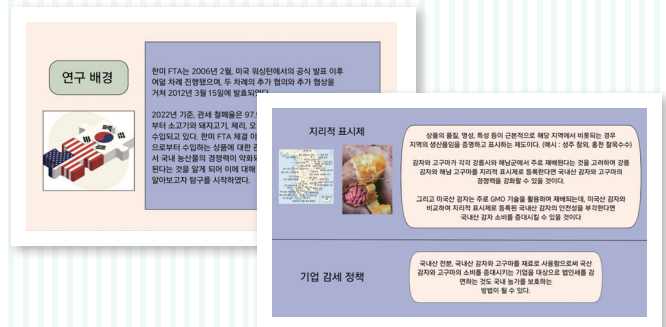 연구 배경
한미 FTA는 2006년 2월, 미국 워싱턴에서의 공식 발표 이후
여덟 차례 진행됐으며, 두 차례의 추가 협의와 추가 협상을
거쳐 2012년 3월 15일에 발효되었다.
2022년 기준, 관세 철폐율은 97.
부터 소고기와 돼지고기, 체리, 오
수입되고 있다. 한미 FTA 체결 이
으로부터 수입하는 상품에 대한 관
서 국내 농산물의 경쟁력이 악화
된다는 것을 알게 되어 이에 대해
알아보고자 탐구를 시작하였다.
지리적 표시제
상품의 품질, 명성, 특성 등이 근본적으로 해당 지역에서 비롯되는 경우
지역의 생산품임을 증명하고 표시하는 제도이다. (예시 : 성주 참외, 홍천 찰옥수수)
감자와 고구마가 각각 강릉시와 해남군에서 주로 재배된다는 것을 고려하여 강릉
감자와 해남 고구마를 지리적 표시제로 등록한다면 국내산 감자와 고구마의
경쟁력을 강화할 수 있을 것이다.
그리고 미국산 감자는 주로 GMO 기술을 활용하여 재배되는데, 미국산 감자와
비교하여 지리적 표시제로 등록된 국내산 감자의 안전성을 부각한다면
국내산 감자 소비를 증대시킬 수 있을 것이다
기업 감세 정책
국내산 전분, 국내산 감자와 고구마를 재료로 사용함으로써 국산
감자와 고구마의 소비를 증대시키는 기업을 대상으로 법인세를 감
면하는 것도 국내 농가를 보호하는
방법이 될 수 있다.